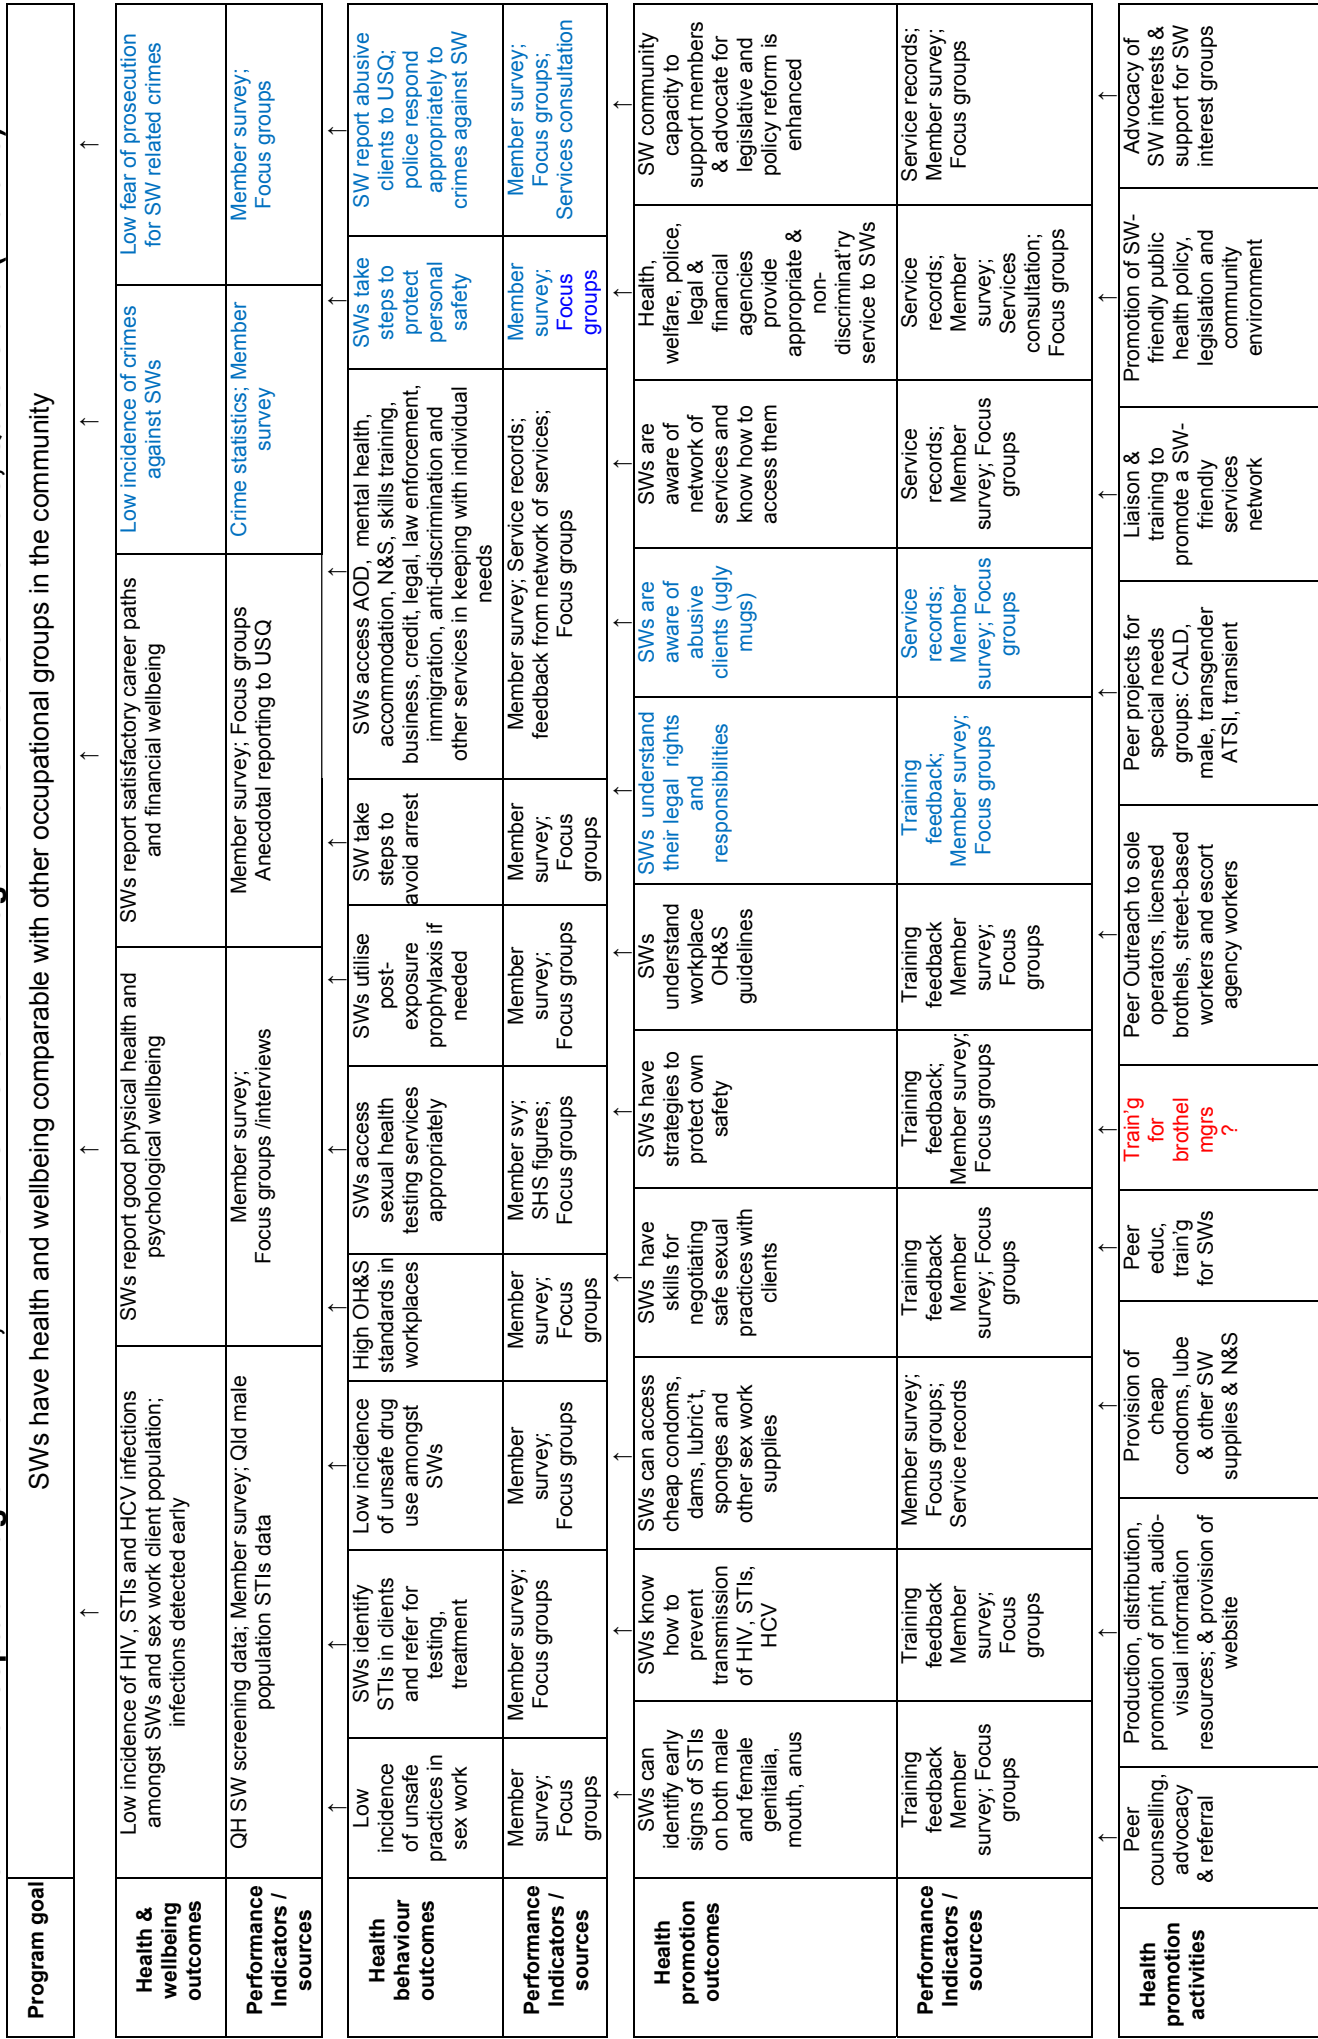 Program goal
SWs have health and wellbeing comparable with other occupational groups in the community
← ← ← ← ←
Health &
wellbeing
outcomes
Low incidence of HIV, STIs and HCV infections
amongst SWs and sex work client population;
infections detected early
SWs report good physical health and
psychological wellbeing
SWs report satisfactory career paths
and financial wellbeing
Low incidence of crimes
against SWs
Low fear of prosecution
for SW related crimes
Performance
Indicators /
sources
QH SW screening data; Member survey; Qld male
population STIs data
Member survey;
Focus groups /interviews
Member survey; Focus groups
Anecdotal reporting to USQ
Crime statistics; Member
survey
Member survey;
Focus groups
← ← ← ← ← ← ← ← ← ←
Health
behaviour
outcomes
Low
incidence
of unsafe
practices in
sex work
SWs identify
STIs in clients
and refer for
testing,
treatment
Low incidence
of unsafe drug
use amongst
SWs
High OH&S
standards in
workplaces
SWs access
sexual health
testing services
appropriately
SWs utilise
post-
exposure
prophylaxis if
needed
SW take
steps to
avoid arrest
SWs access AOD, mental health,
accommodation, N&S, skills training,
business, credit, legal, law enforcement,
immigration, anti-discrimination and
other services in keeping with individual
needs
SWs take
steps to
protect
personal
safety
SW report abusive
clients to USQ;
police respond
appropriately to
crimes against SW
Performance
Indicators /
sources
Member
survey;
Focus
groups
Member survey;
Focus groups
Member
survey;
Focus groups
Member
survey;
Focus
groups
Member svy;
SHS figures;
Focus groups
Member
survey;
Focus groups
Member
survey;
Focus
groups
Member survey; Service records;
feedback from network of services;
Focus groups
Member
survey;
Focus
groups
Member survey;
Focus groups;
Services consultation
← ← ← ← ← ← ← ← ← ← ←
Health
promotion
outcomes
SWs can
identify early
signs of STIs
on both male
and female
genitalia,
mouth, anus
SWs know
how to
prevent
transmission
of HIV, STIs,
HCV
SWs can access
cheap condoms,
dams, lubric't,
sponges and
other sex work
supplies
SWs have
skills for
negotiating
safe sexual
practices with
clients
SWs have
strategies to
protect own
safety
SWs
understand
workplace
OH&S
guidelines
SWs understand
their legal rights
and
responsibilities
SWs are
aware of
abusive
clients (ugly
mugs)
SWs are
aware of
network of
services and
know how to
access them
Health,
welfare, police,
legal &
financial
agencies
provide
appropriate &
non-
discriminat'ry
service to SWs
SW community
capacity to
support members
& advocate for
legislative and
policy reform is
enhanced
Performance
Indicators /
sources
Training
feedback
Member
survey; Focus
groups
Training
feedback
Member
survey;
Focus
groups
Member survey;
Focus groups;
Service records
Training
feedback
Member
survey; Focus
groups
Training
feedback;
Member survey;
Focus groups
Training
feedback
Member
survey;
Focus
groups
Training
feedback;
Member survey;
Focus groups
Service
records;
Member
survey; Focus
groups
Service
records;
Member
survey; Focus
groups
Service
records;
Member
survey;
Services
consultation;
Focus groups
Service records;
Member survey;
Focus groups
← ← ← ← ← ← ← ← ← ←
Health
promotion
activities
Peer
counselling,
advocacy
& referral
Production, distribution,
promotion of print, audio-
visual information
resources; & provision of
website
Provision of
cheap
condoms, lube
& other SW
supplies & N&S
Peer
educ,
train'g
for SWs
Train'g
for
brothel
mgrs
?
Peer Outreach to sole
operators, licensed
brothels, street-based
workers and escort
agency workers
Peer projects for
special needs
groups: CALD,
male, transgender
ATSI, transient
Liaison &
training to
promote a SW-
friendly
services
network
Promotion of SW-
friendly public
health policy,
legislation and
community
environment
Advocacy of
SW interests &
support for SW
interest groups